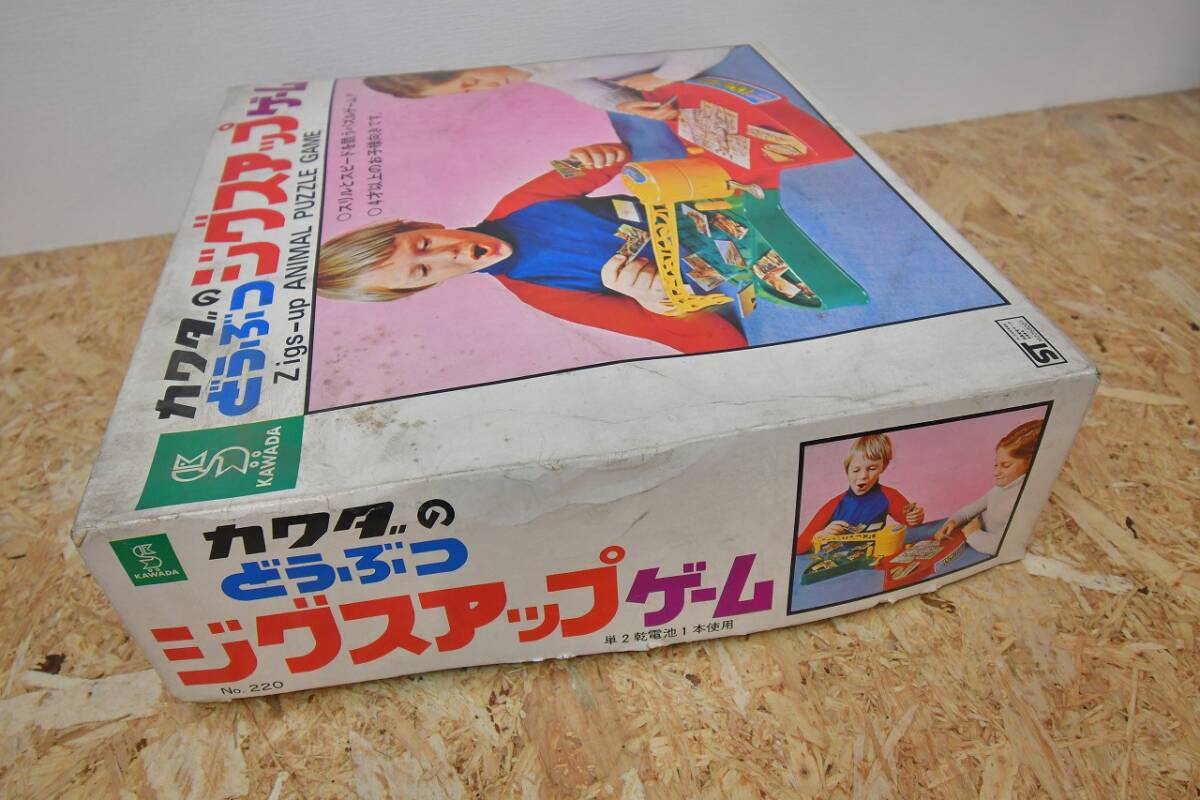 カワダの
どうぶつ
ジグスアップゲーム
Zigs-up ANIMAL PUZZLE GAME
○スリルとスピードを競うパズルゲーム
○4才以上のお子様向きです。
KAWADA
ST
KAWADA
カワダの
どうぶつ
ジグスアップゲーム
単2乾電池1本使用
No. 220